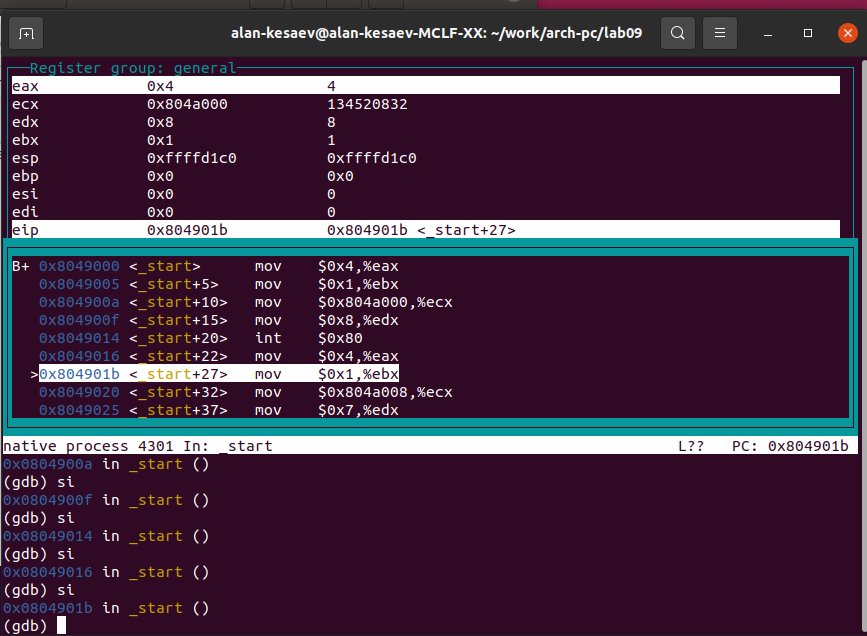 alan-kesaev@alan-kesaev-MCLF-XX: ~/work/arch-pc/lab09
Register group: general
eax 0x4 4
ecx 0x804a000 134520832
edx 0x8 8
ebx 0x1 1
esp 0xffffd1c0 0xffffd1c0
ebp 0x0 0x0
esi 0x0 0
edi 0x0 0
eip 0x804901b 0x804901b <_start+27>
B+ 0x8049000 <_start> mov $0x4,%eax
0x8049005 <_start+5> mov $0x1,%ebx
0x804900a <_start+10> mov $0x804a000,%ecx
0x804900f <_start+15> mov $0x8,%edx
0x8049014 <_start+20> int $0x80
0x8049016 <_start+22> mov $0x4,%eax
>0x804901b <_start+27> mov $0x1,%ebx
0x8049020 <_start+32> mov $0x804a008,%ecx
0x8049025 <_start+37> mov $0x7,%edx
native process 4301 In: _start L?? PC: 0x804901b
0x0804900a in _start ()
(gdb) si
0x0804900f in _start ()
(gdb) si
0x08049014 in _start ()
(gdb) si
0x08049016 in _start ()
(gdb) si
0x0804901b in _start ()
(gdb)